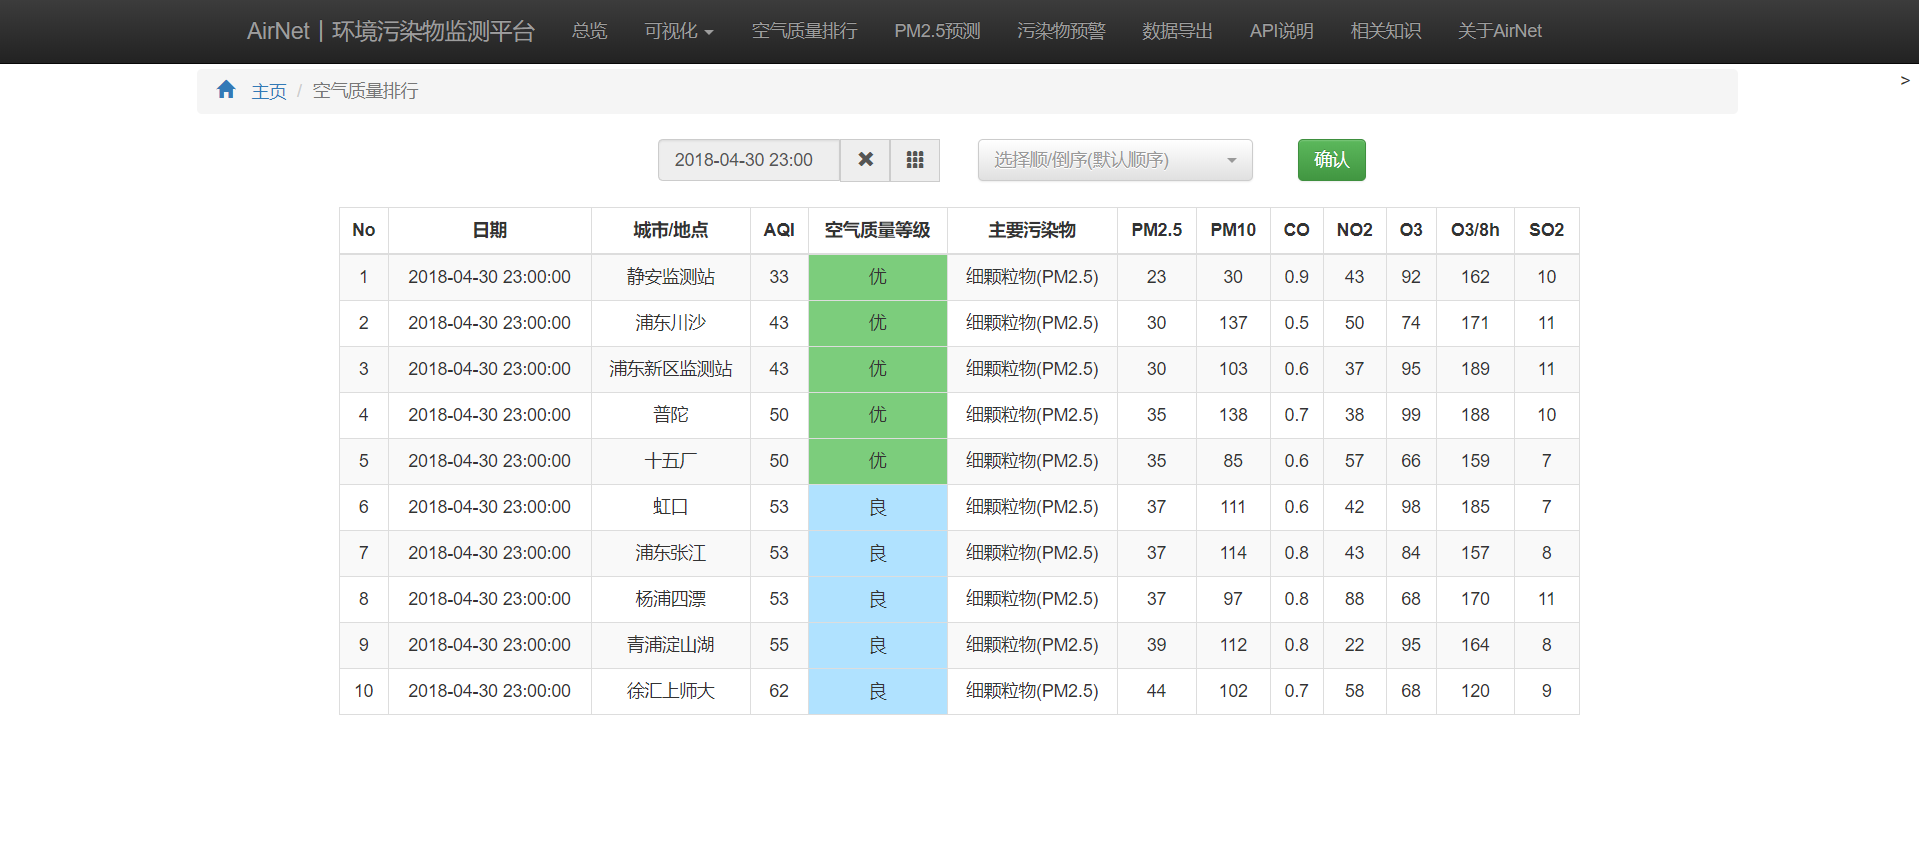 AirNet | 环境污染物监测平台 总览 可视化 空气质量排行 PM2.5预测 污染物预警 数据导出 API说明 相关知识 关于AirNet
主页 / 空气质量排行 >
2018-04-30 23:00 选择顺/倒序(默认顺序) 确认
No 日期 城市/地点 AQI 空气质量等级 主要污染物 PM2.5 PM10 CO NO2 O3 O3/8h SO2
1 2018-04-30 23:00:00 静安监测站 33 优 细颗粒物(PM2.5) 23 30 0.9 43 92 162 10
2 2018-04-30 23:00:00 浦东川沙 43 优 细颗粒物(PM2.5) 30 137 0.5 50 74 171 11
3 2018-04-30 23:00:00 浦东新区监测站 43 优 细颗粒物(PM2.5) 30 103 0.6 37 95 189 11
4 2018-04-30 23:00:00 普陀 50 优 细颗粒物(PM2.5) 35 138 0.7 38 99 188 10
5 2018-04-30 23:00:00 十五厂 50 优 细颗粒物(PM2.5) 35 85 0.6 57 66 159 7
6 2018-04-30 23:00:00 虹口 53 良 细颗粒物(PM2.5) 37 111 0.6 42 98 185 7
7 2018-04-30 23:00:00 浦东张江 53 良 细颗粒物(PM2.5) 37 114 0.8 43 84 157 8
8 2018-04-30 23:00:00 杨浦四漂 53 良 细颗粒物(PM2.5) 37 97 0.8 88 68 170 11
9 2018-04-30 23:00:00 青浦淀山湖 55 良 细颗粒物(PM2.5) 39 112 0.8 22 95 164 8
10 2018-04-30 23:00:00 徐汇上师大 62 良 细颗粒物(PM2.5) 44 102 0.7 58 68 120 9